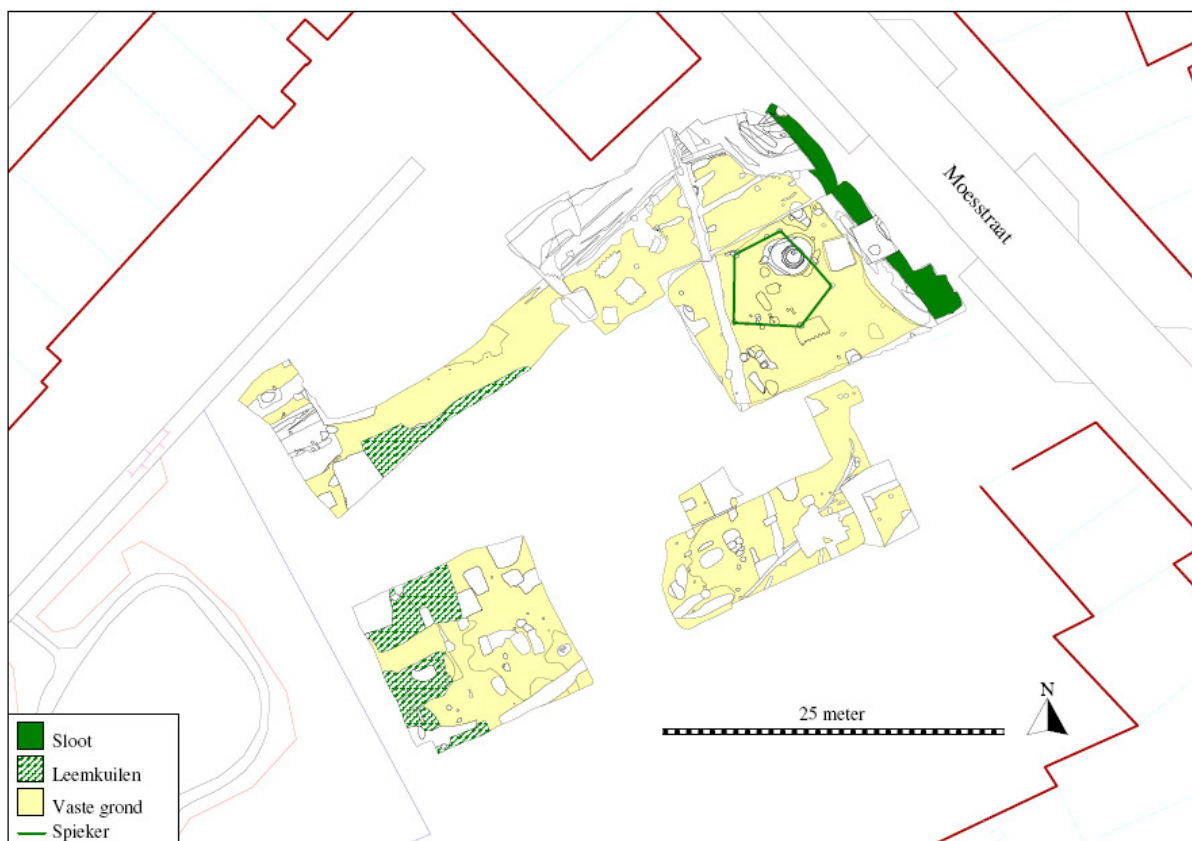 Moesstraat
25 meter
N
Sloot
Leemkuilen
Vaste grond
Spieker